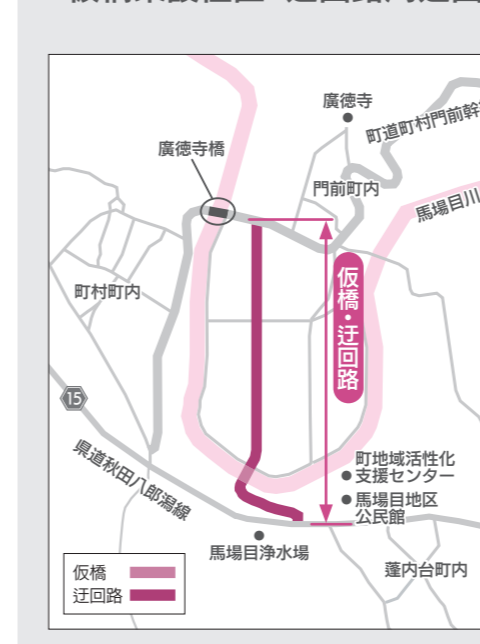 廣徳寺
町道町村門前幹
廣徳寺橋
門前町内
馬場目川
仮橋・迂回路
町村町内
15
県道秋田八郎潟線
町地域活性化
支援センター
馬場目地区
公民館
馬場目浄水場
蓬内台町内
仮橋
迂回路